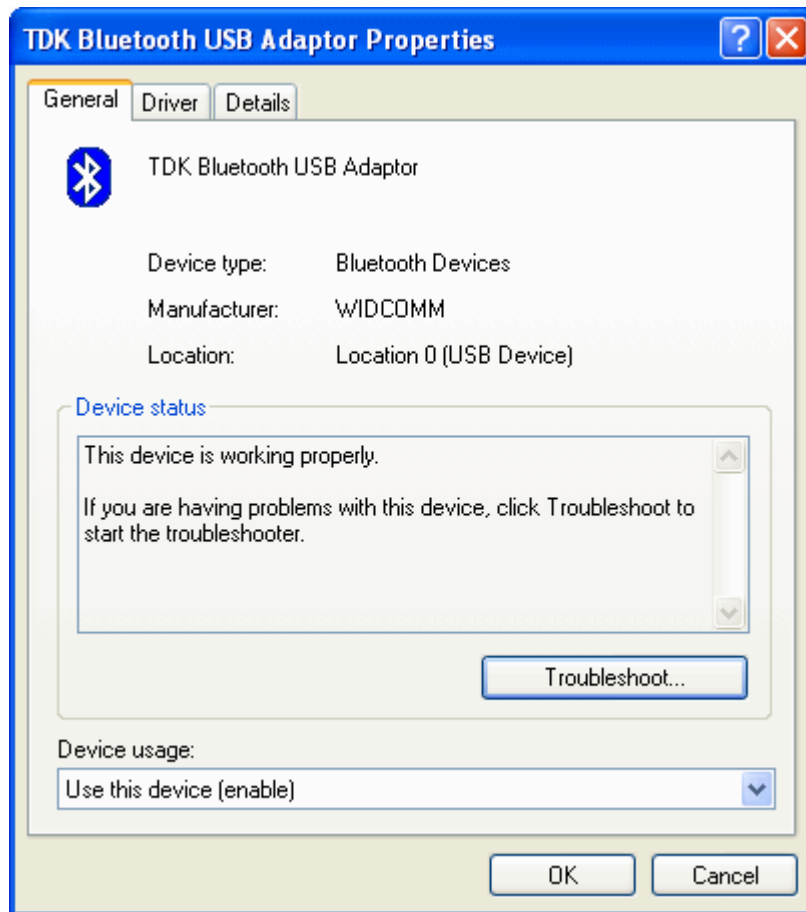 TDK Bluetooth USB Adaptor Properties
?
General Driver Details
TDK Bluetooth USB Adaptor
Device type: Bluetooth Devices
Manufacturer: WIDCOMM
Location: Location 0 (USB Device)
Device status
This device is working properly.
If you are having problems with this device, click Troubleshoot to
start the troubleshooter.
Troubleshoot...
Device usage:
Use this device (enable)
OK Cancel